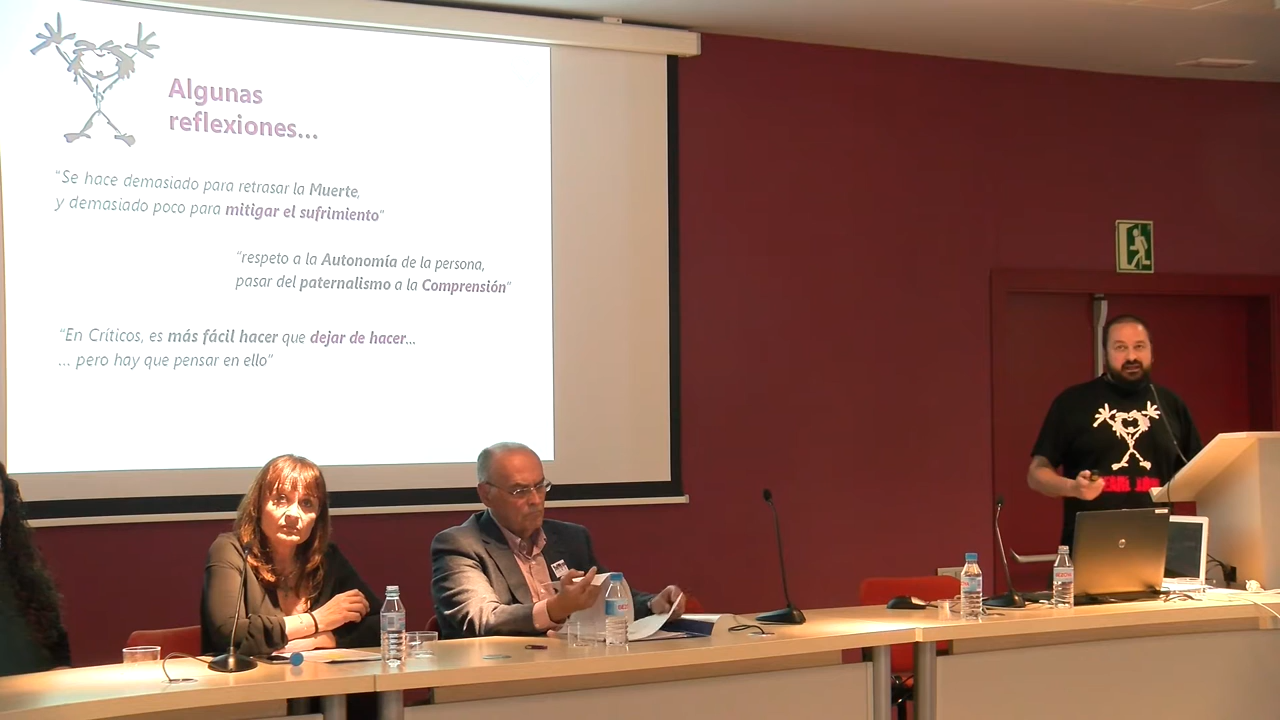 Algunas
reflexiones...
"Se hace demasiado para retrasar la Muerte,
y demasiado poco para mitigar el sufrimiento"
"respeto a la Autonomía de la persona,
pasar del paternalismo a la Comprensión"
"En Críticos, es más fácil hacer que dejar de hacer...
... pero hay que pensar en ello"
hp